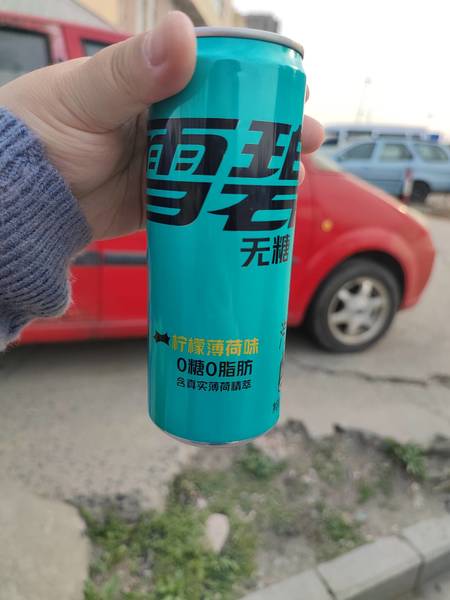 雪碧
无糖
柠檬薄荷味
0糖0脂肪
含真实薄荷精萃